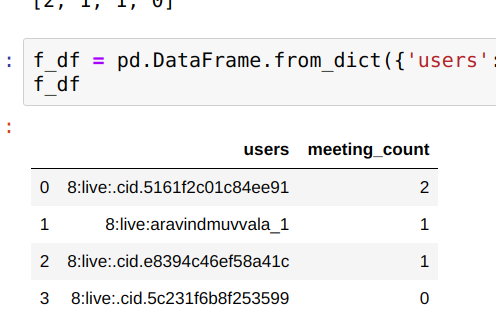 [2, 1, 1, 0]
: f_df = pd.DataFrame.from_dict({'users':
f_df
:
users meeting_count
0 8:live:.cid.5161f2c01c84ee91 2
1 8:live:aravindmuvvala_1 1
2 8:live:.cid.e8394c46ef58a41c 1
3 8:live:.cid.5c231f6b8f253599 0